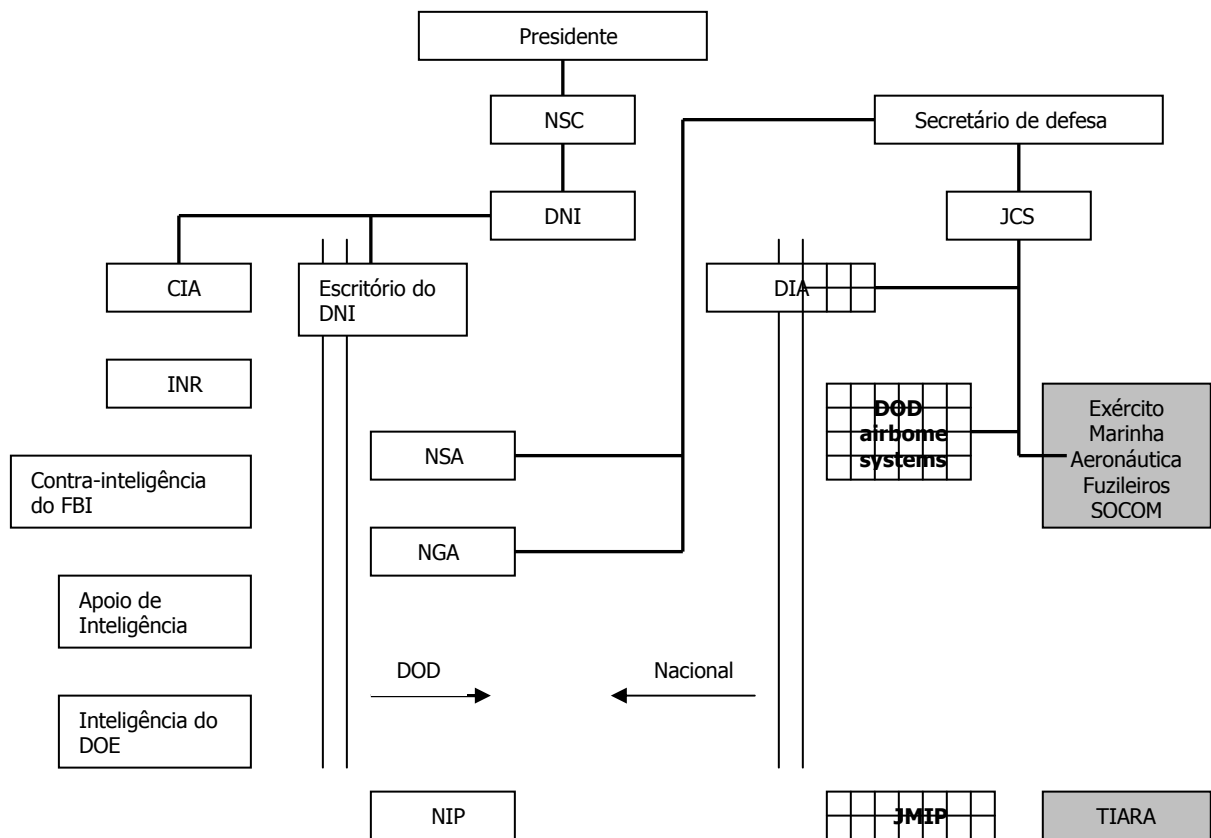 Presidente
NSC
Secretário de defesa
DNI
JCS
CIA
Escritório do
DNI
DIA
INR
DOD
airbome
systems
Exército
Marinha
Aeronáutica
Fuzileiros
SOCOM
NSA
Contra-inteligência
do FBI
NGA
Apoio de
Inteligência
DOD
Nacional
Inteligência do
DOE
NIP
JMIP
TIARA